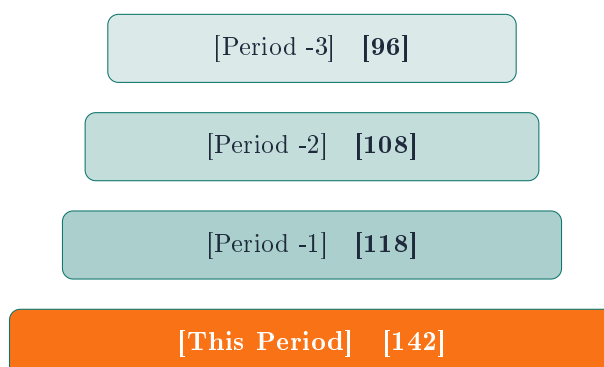 [Period -3] [96]
[Period -2] [108]
[Period -1] [118]
[This Period] [142]